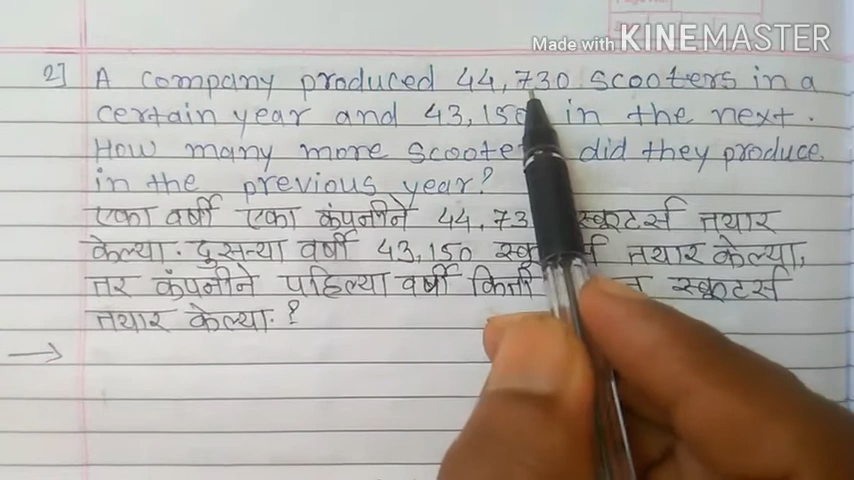 Made with KINEMASTER
2] A company produced 44,730 scooters in a
certain year and 43,150 in the next.
How many more scooters did they produce
in the previous year?
एका वर्षी एका कंपनीने 44,73 स्कूटर्स तयार
केल्या. दुसऱ्या वर्षी 43,150 तयार केल्या,
तर कंपनीने पहिल्या वर्षी किती स्कूटर्स
तयार केल्या.?